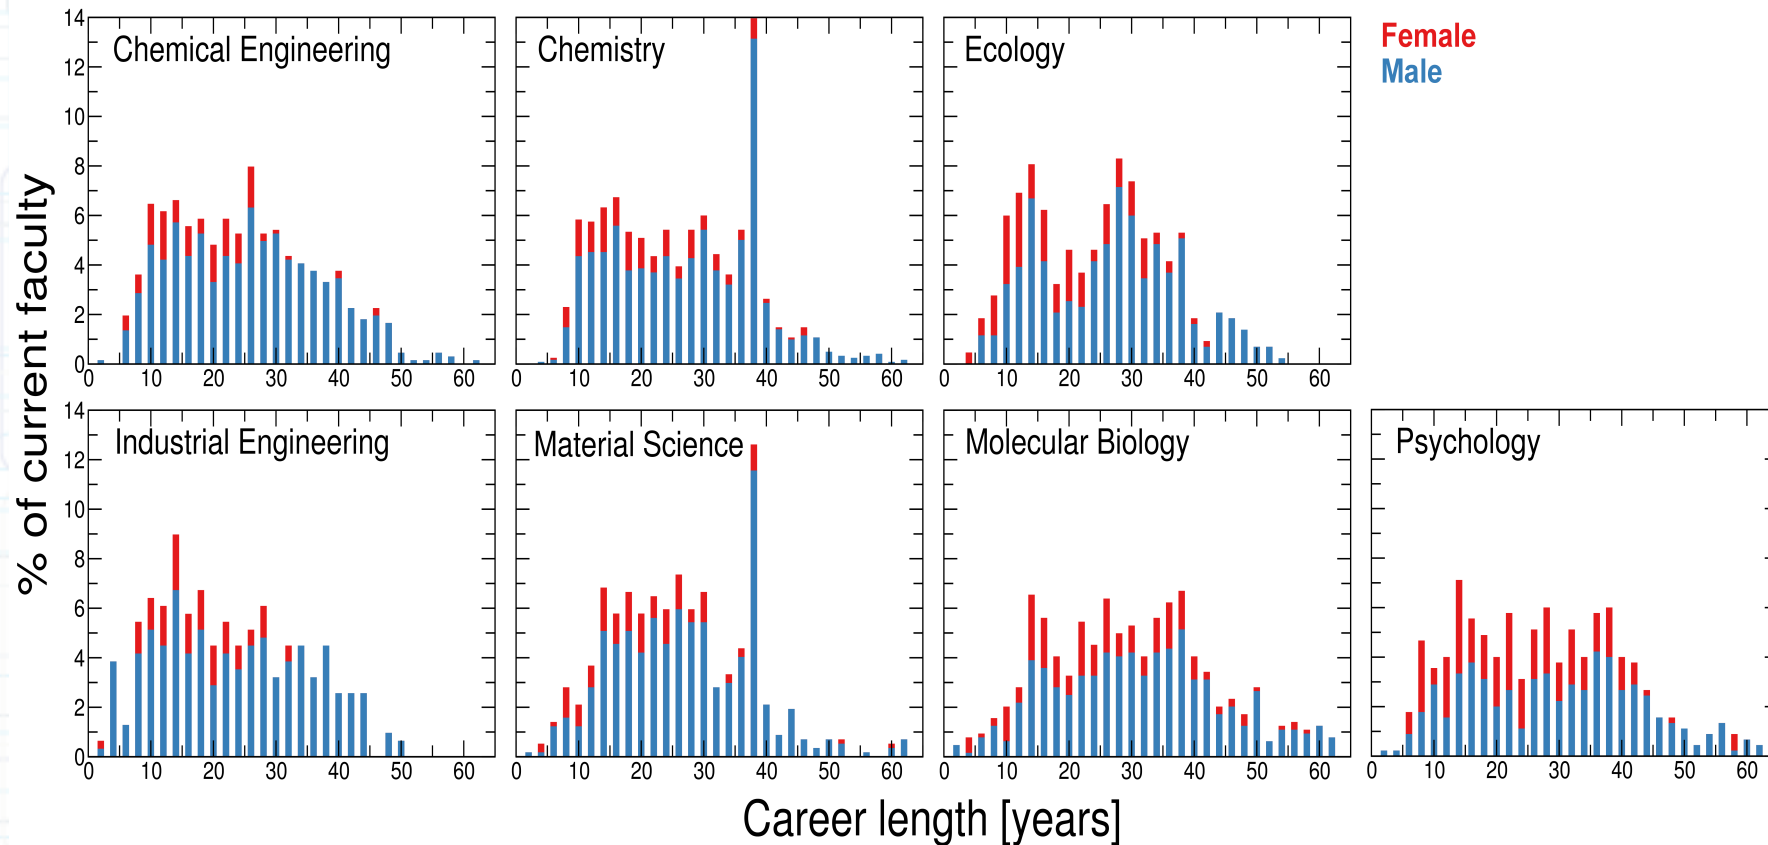 % of current faculty
14
12
10
8
6
4
2
0
Chemical Engineering
0 10 20 30 40 50 60
Chemistry
0 10 20 30 40 50 60
Ecology
0 10 20 30 40 50 60
Female
Male
14
12
10
8
6
4
2
0
Industrial Engineering
0 10 20 30 40 50 60
Material Science
0 10 20 30 40 50 60
Molecular Biology
0 10 20 30 40 50 60
Psychology
0 10 20 30 40 50 60
Career length [years]